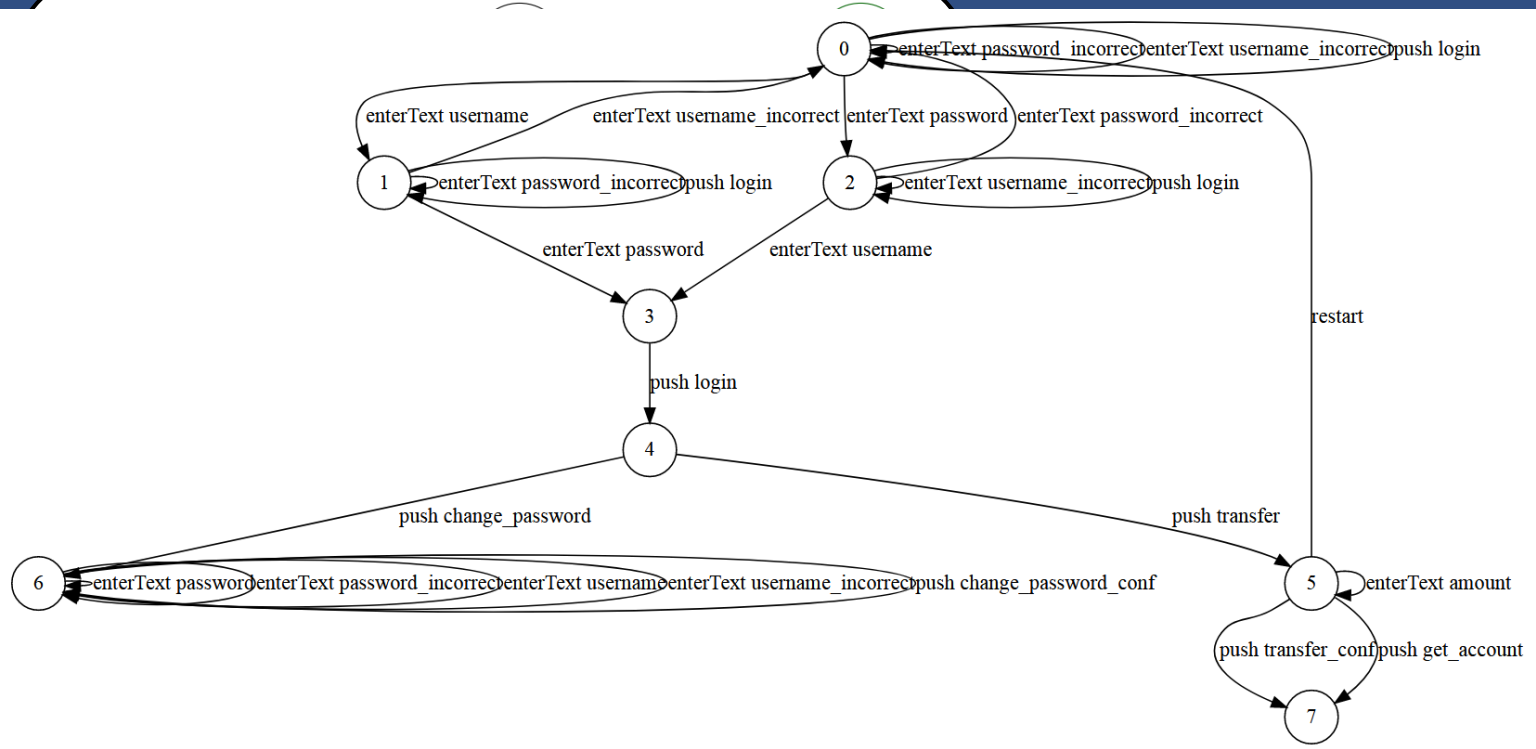 0
enterText password_incorrect
enterText username_incorrect
push login
enterText username
enterText username_incorrect
enterText password
enterText password_incorrect
1
enterText password_incorrect
push login
2
enterText username_incorrect
push login
enterText password
enterText username
3
restart
push login
4
push change_password
push transfer
6
enterText password
enterText password_incorrect
enterText username
enterText username_incorrect
push change_password_conf
5
enterText amount
push transfer_conf
push get_account
7